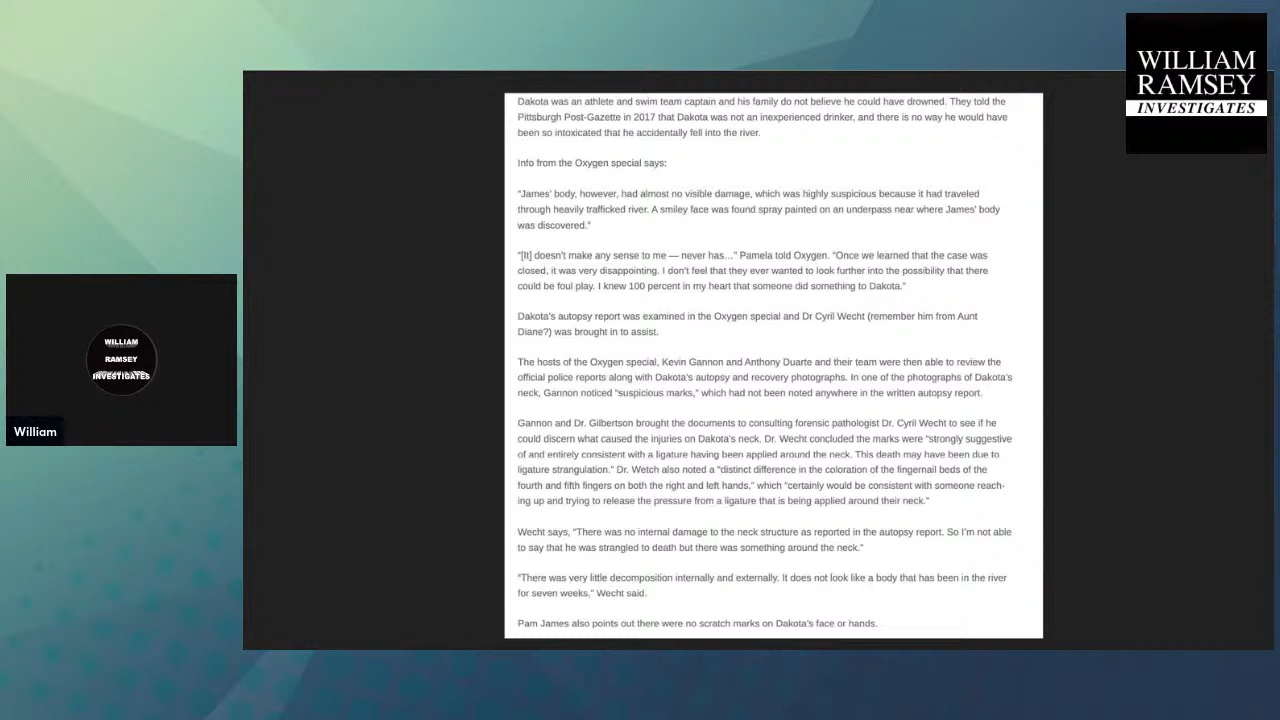 WILLIAM
RAMSEY
INVESTIGATES
Dakota was an athlete and swim team captain and his family do not believe he could have drowned. They told the
Pittsburgh Post-Gazette in 2017 that Dakota was not an inexperienced drinker, and there is no way he would have
been so intoxicated that he accidentally fell into the river.
Info from the Oxygen special says:
“James’ body, however, had almost no visible damage, which was highly suspicious because it had traveled
through heavily trafficked river. A smiley face was found spray painted on an underpass near where James’ body
was discovered.”
“[It] doesn’t make any sense to me — never has…” Pamela told Oxygen. “Once we learned that the case was
closed, it was very disappointing. I don’t feel that they ever wanted to look further into the possibility that there
could be foul play. I knew 100 percent in my heart that someone did something to Dakota.”
Dakota’s autopsy report was examined in the Oxygen special and Dr Cyril Wecht (remember him from Aunt
Diane?) was brought in to assist.
The hosts of the Oxygen special, Kevin Gannon and Anthony Duarte and their team were then able to review the
official police reports along with Dakota’s autopsy and recovery photographs. In one of the photographs of Dakota’s
neck, Gannon noticed “suspicious marks,” which had not been noted anywhere in the written autopsy report.
Gannon and Dr. Gilbertson brought the documents to consulting forensic pathologist Dr. Cyril Wecht to see if he
could discern what caused the injuries on Dakota’s neck. Dr. Wecht concluded the marks were “strongly suggestive
of and entirely consistent with a ligature having been applied around the neck. This death may have been due to
ligature strangulation.” Dr. Wetch also noted a “distinct difference in the coloration of the fingernail beds of the
fourth and fifth fingers on both the right and left hands,” which “certainly would be consistent with someone reach-
ing up and trying to release the pressure from a ligature that is being applied around their neck.”
Wecht says, “There was no internal damage to the neck structure as reported in the autopsy report. So I’m not able
to say that he was strangled to death but there was something around the neck.”
“There was very little decomposition internally and externally. It does not look like a body that has been in the river
for seven weeks,” Wecht said.
Pam James also points out there were no scratch marks on Dakota’s face or hands.
WILLIAM
RAMSEY
INVESTIGATES
William